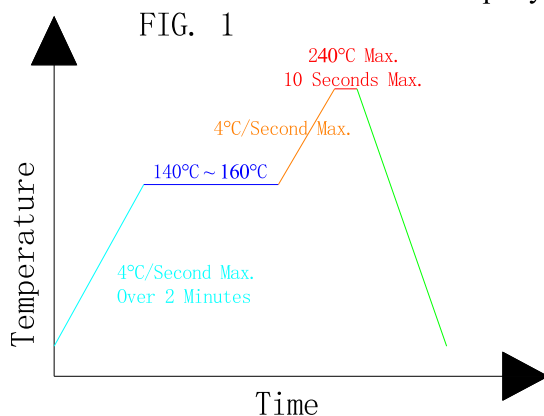 FIG. 1
240°C Max.
10 Seconds Max.
4°C/Second Max.
140°C~160°C
4°C/Second Max.
Over 2 Minutes
Temperature
Time